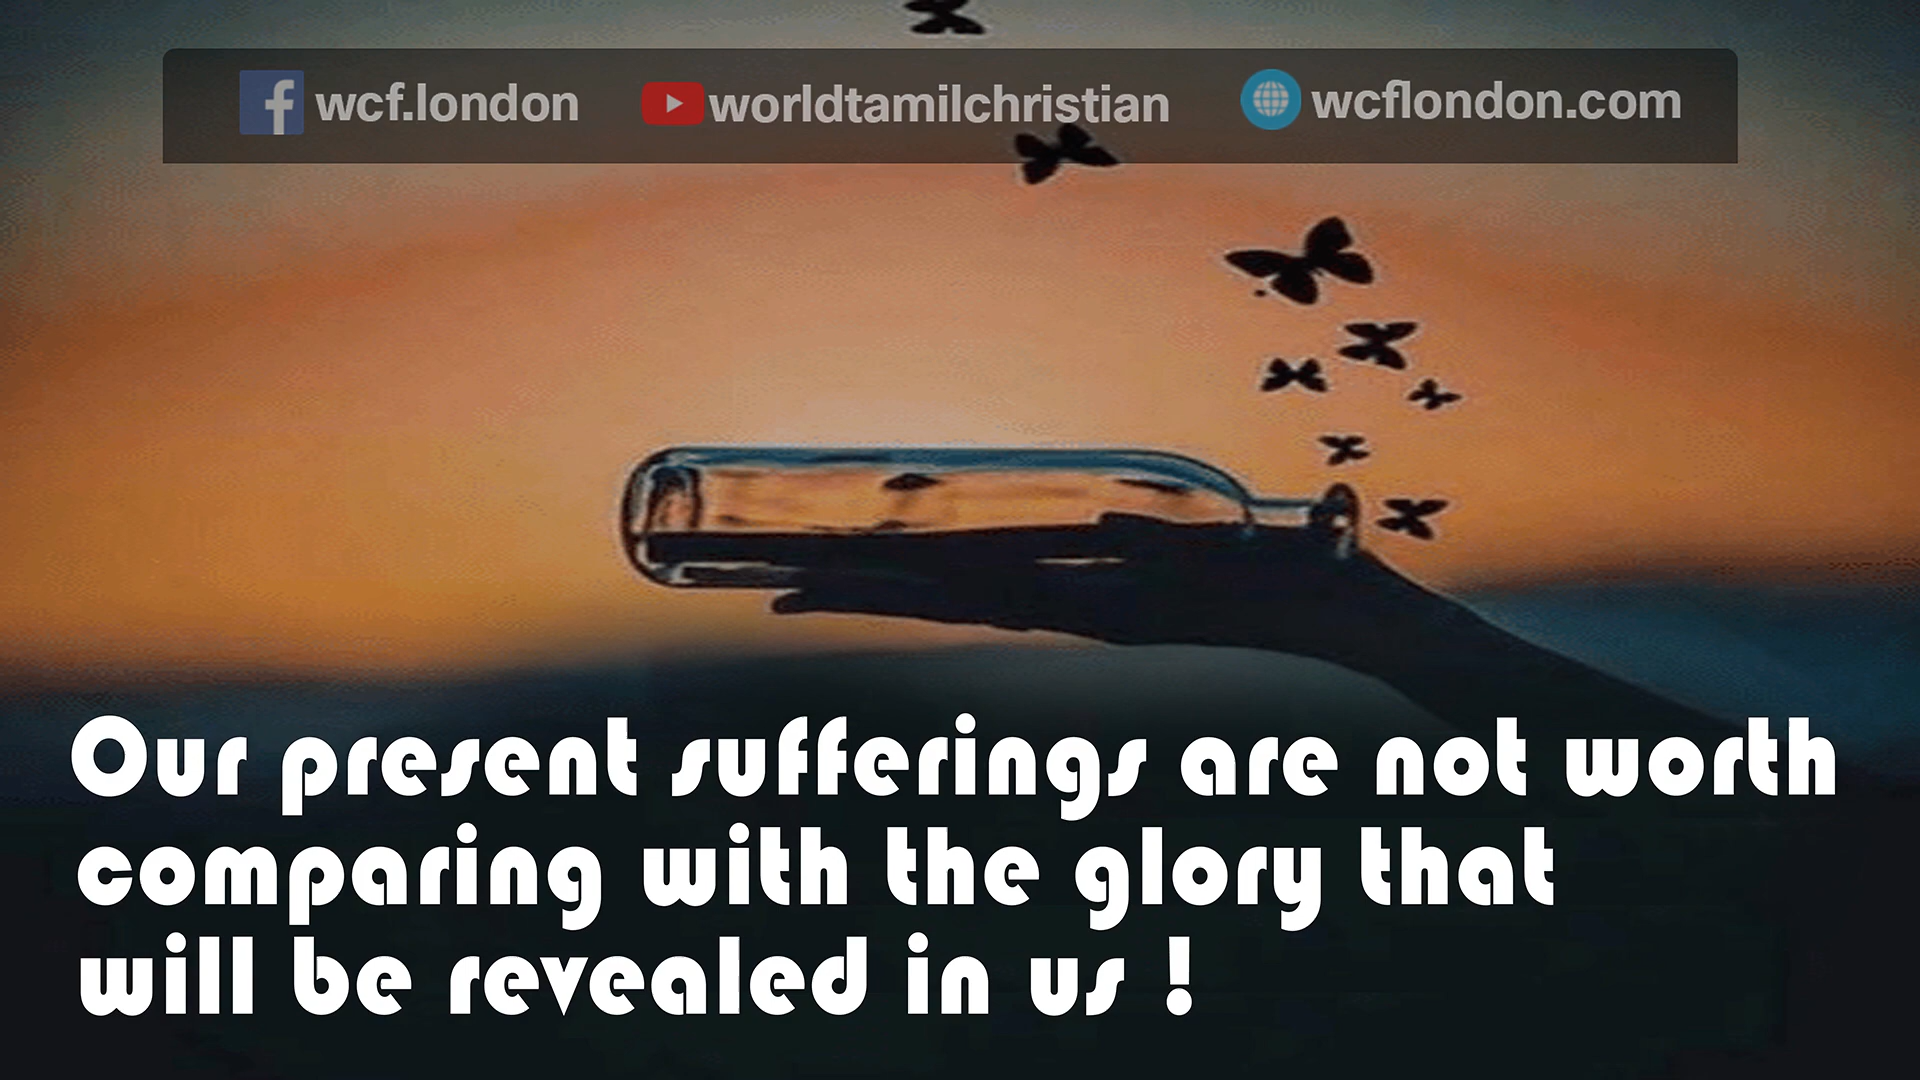 wcf.london worldtamilchristian wcflondon.com
Our present sufferings are not worth
comparing with the glory that
will be revealed in us !